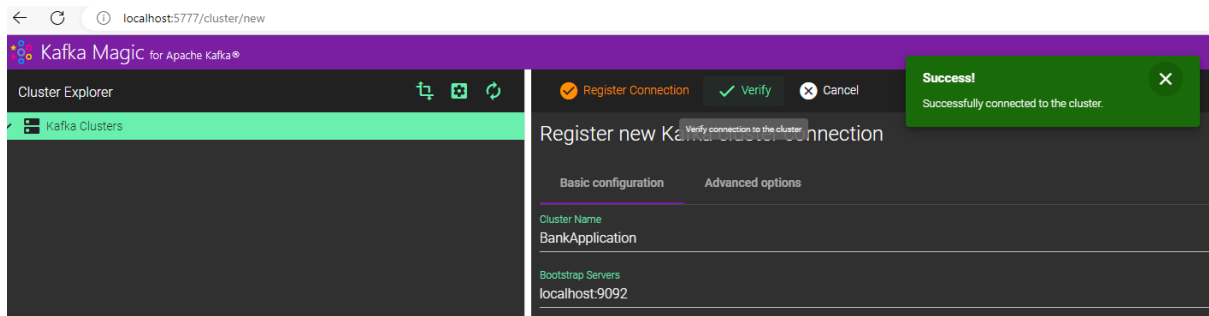 localhost:5777/cluster/new
Kafka Magic for Apache Kafka®
Cluster Explorer
Kafka Clusters
Register Connection
Verify
Cancel
Success!
Successfully connected to the cluster.
Verify connection to the cluster
Register new Kafka cluster connection
Basic configuration
Advanced options
Cluster Name
BankApplication
Bootstrap Servers
localhost:9092